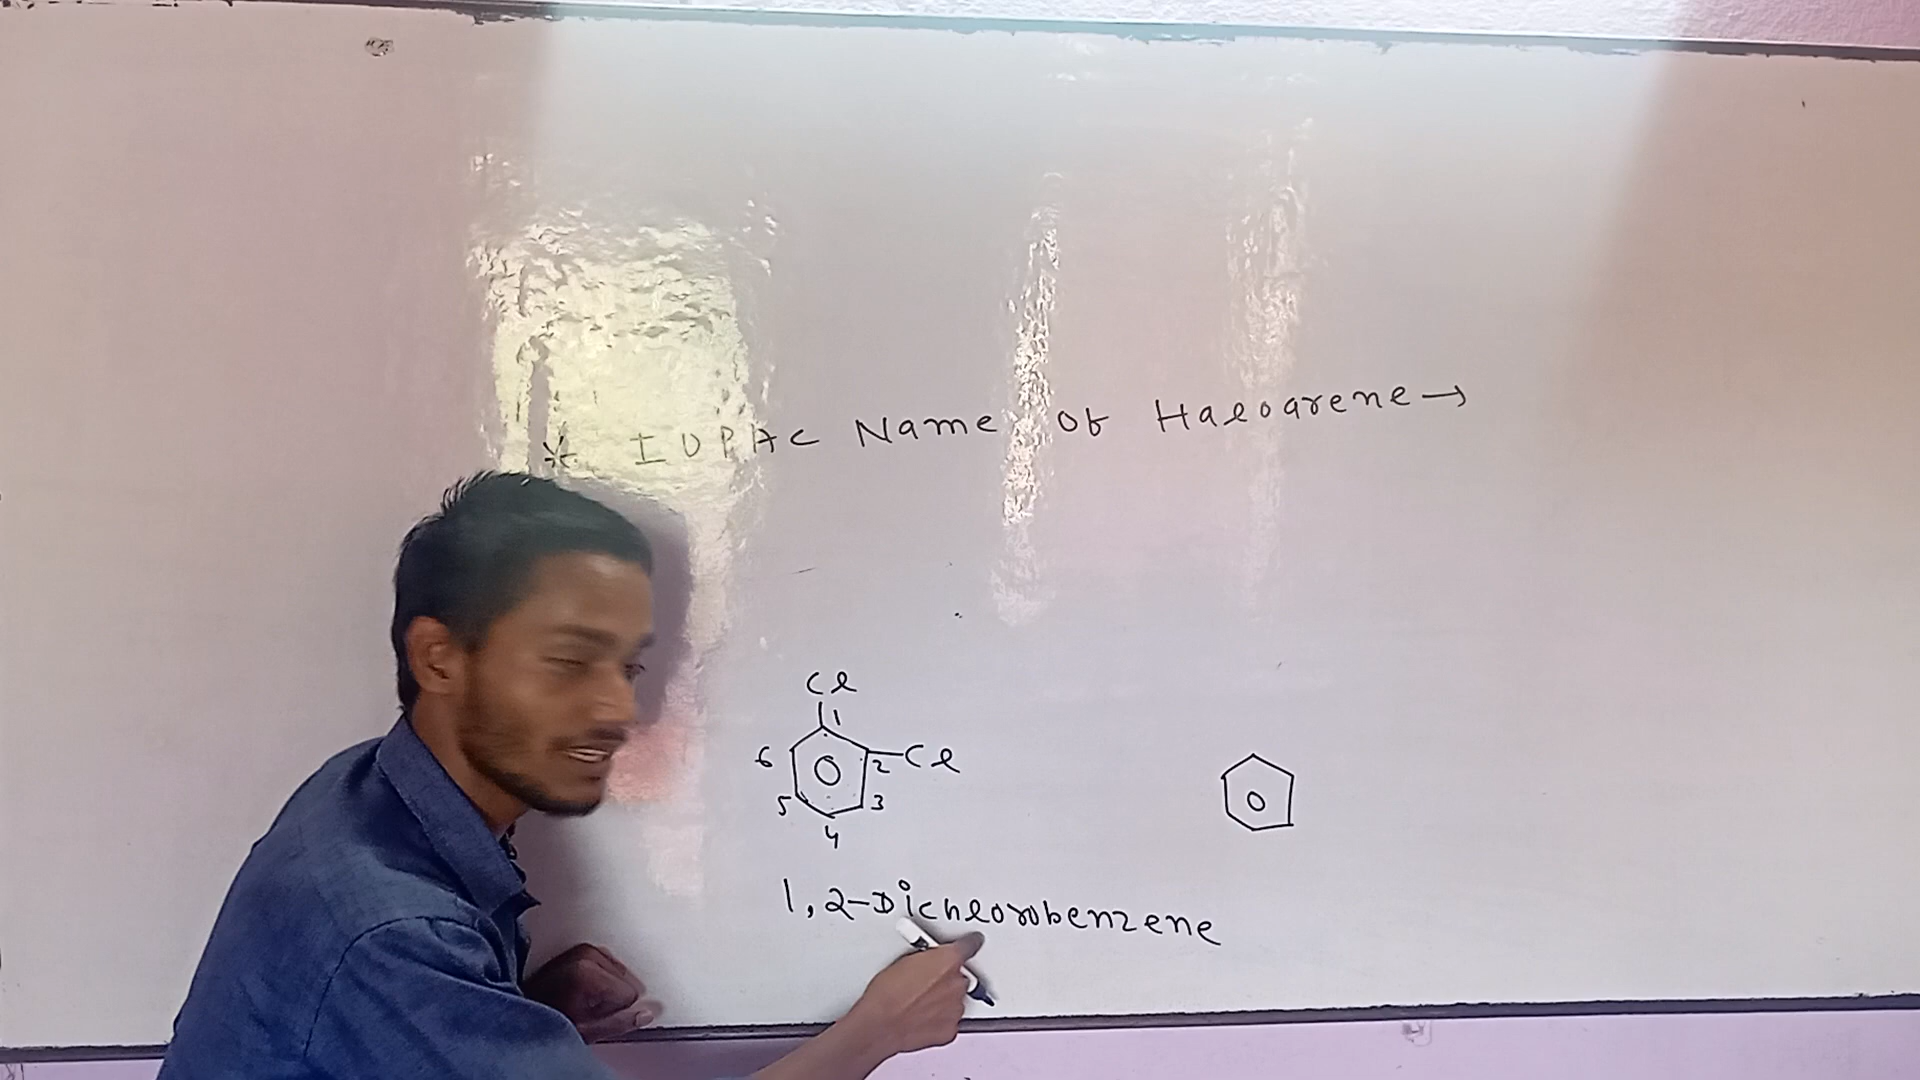 * IUPAC Name of Haloarene →
Cl
1
6 2 Cl
5 3
4
1,2-Dichlorobenzene